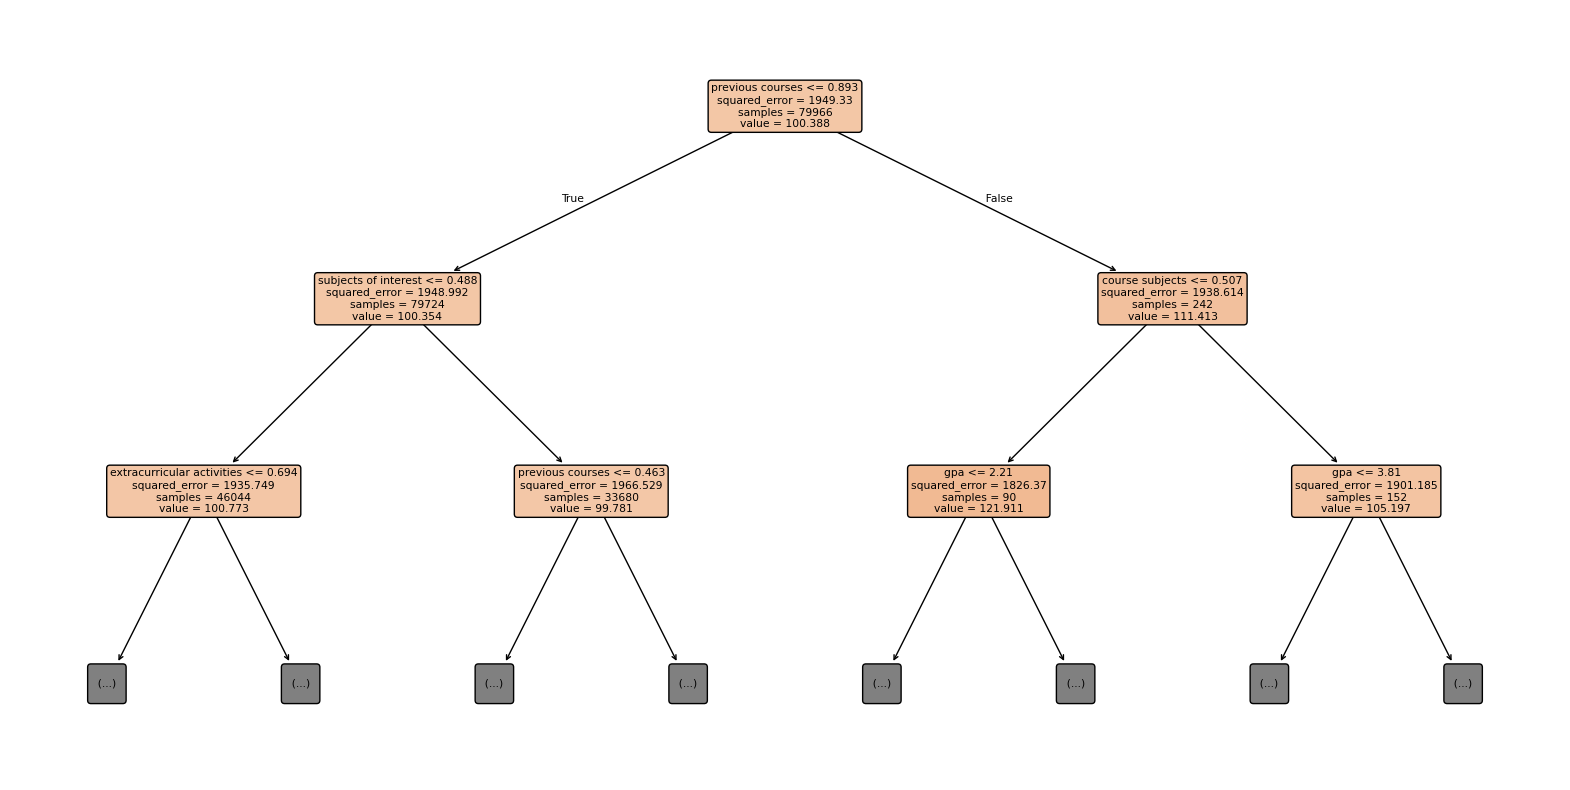 previous courses <= 0.893
squared_error = 1949.33
samples = 79966
value = 100.388
True
False
subjects of interest <= 0.488
squared_error = 1948.992
samples = 79724
value = 100.354
course subjects <= 0.507
squared_error = 1938.614
samples = 242
value = 111.413
extracurricular activities <= 0.694
squared_error = 1935.749
samples = 46044
value = 100.773
previous courses <= 0.463
squared_error = 1966.529
samples = 33680
value = 99.781
gpa <= 2.21
squared_error = 1826.37
samples = 90
value = 121.911
gpa <= 3.81
squared_error = 1901.185
samples = 152
value = 105.197
(...)
(...)
(...)
(...)
(...)
(...)
(...)
(...)